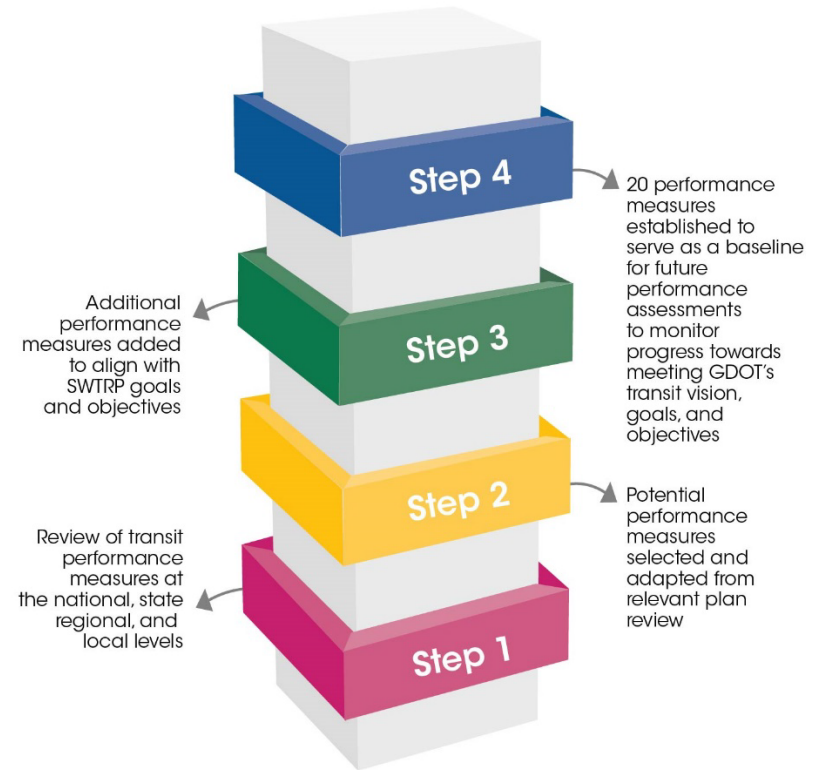 Step 4
20 performance
measures
established to
serve as a baseline
for future
performance
assessments
to monitor
progress towards
meeting GDOT's
transit vision,
goals, and
objectives
Additional
performance
measures added
to align with
SWTRP goals
and objectives
Step 3
Step 2
Potential
performance
measures
selected and
adapted from
relevant plan
review
Review of transit
performance
measures at
the national, state
regional, and
local levels
Step 1